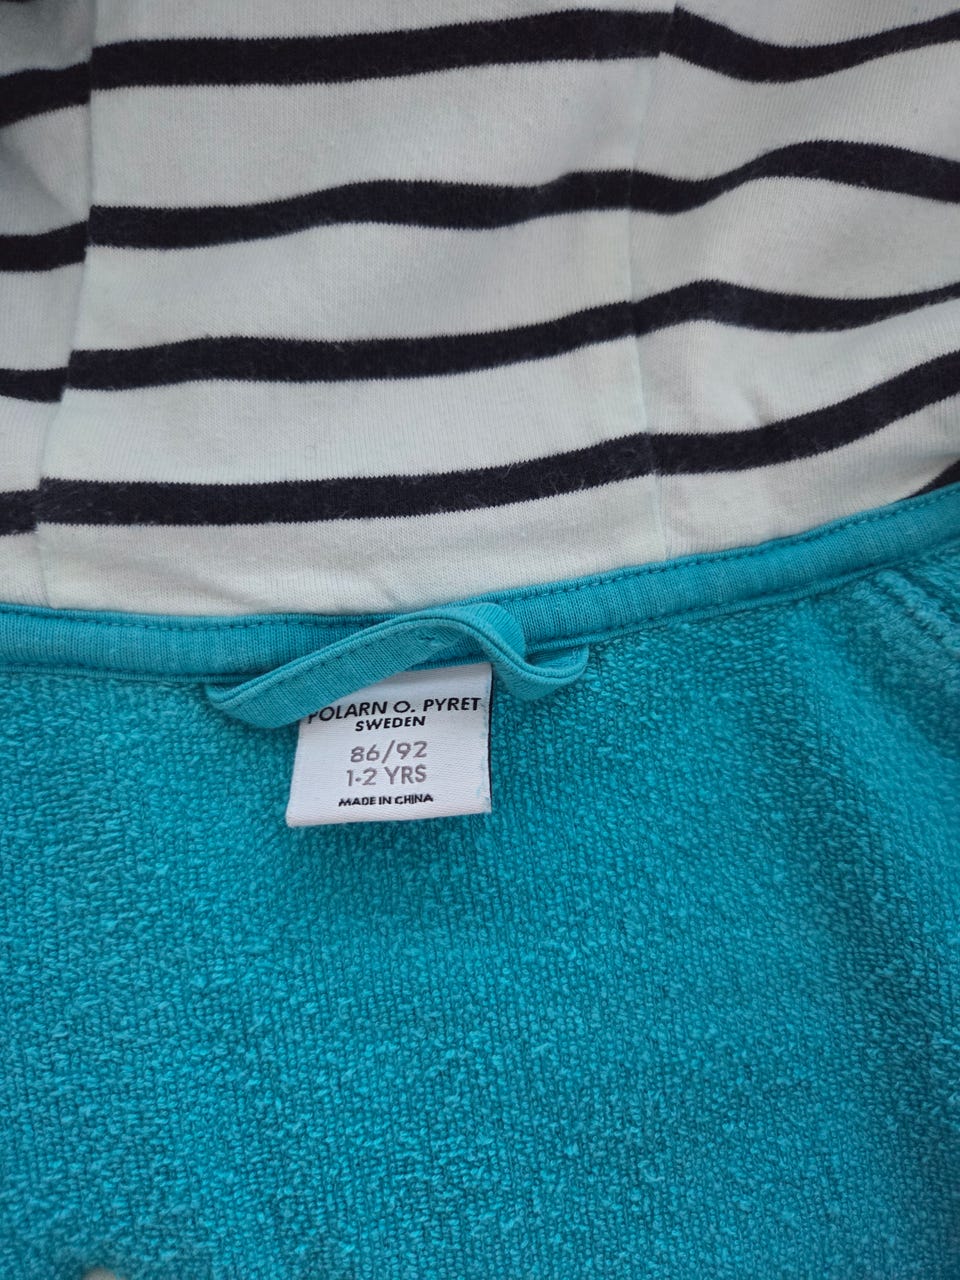 POLARN O. PYRET
SWEDEN
86/92
1-2 YRS
MADE IN CHINA